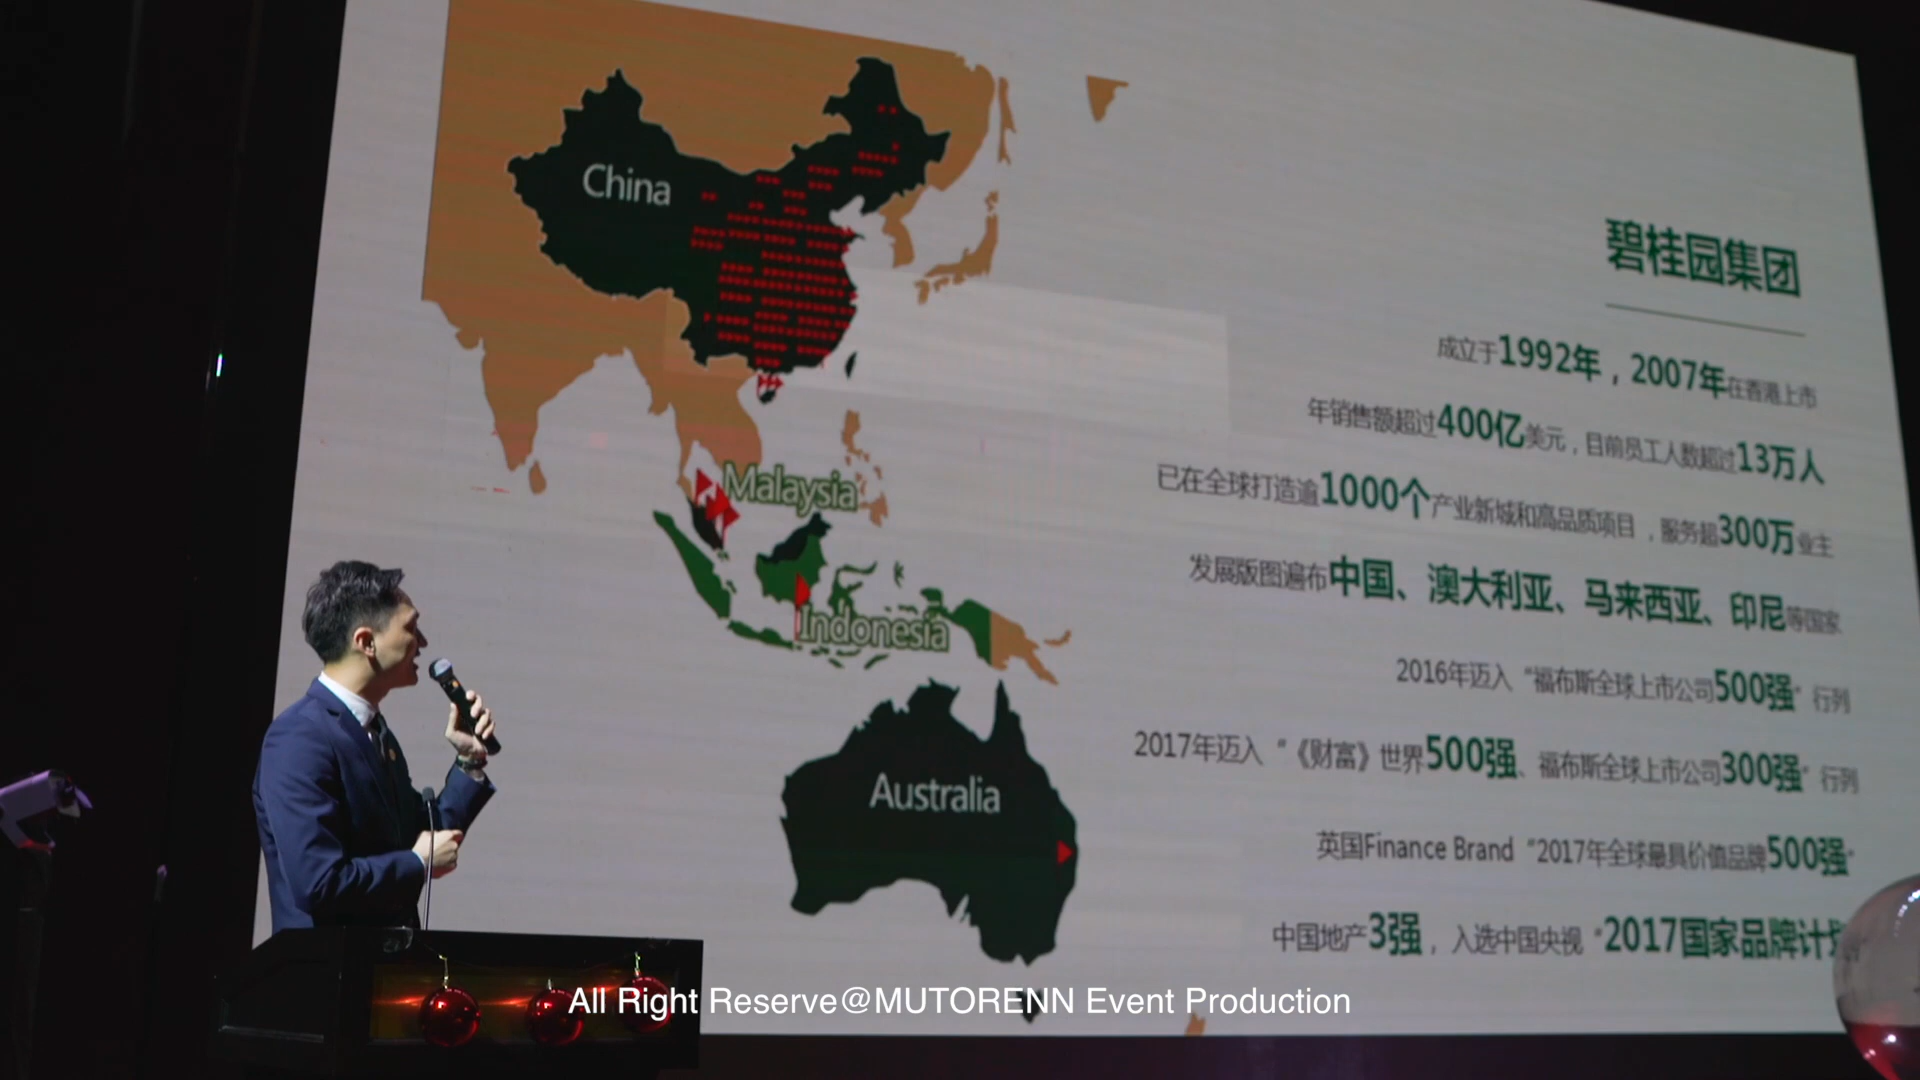 China
Malaysia
Indonesia
Australia
碧桂园集团
成立于1992年，2007年在香港上市
年销售额超过400亿美元，目前员工人数超过13万人
已在全球打造逾1000个产业新城和高品质项目，服务超300万业主
发展版图遍布中国、澳大利亚、马来西亚、印尼等国家
2016年迈入“福布斯全球上市公司500强”行列
2017年迈入“《财富》世界500强、福布斯全球上市公司300强”行列
英国Finance Brand“2017年全球最具价值品牌500强”
中国地产3强，入选中国央视“2017国家品牌计划
All Right Reserve@MUTORENN Event Production